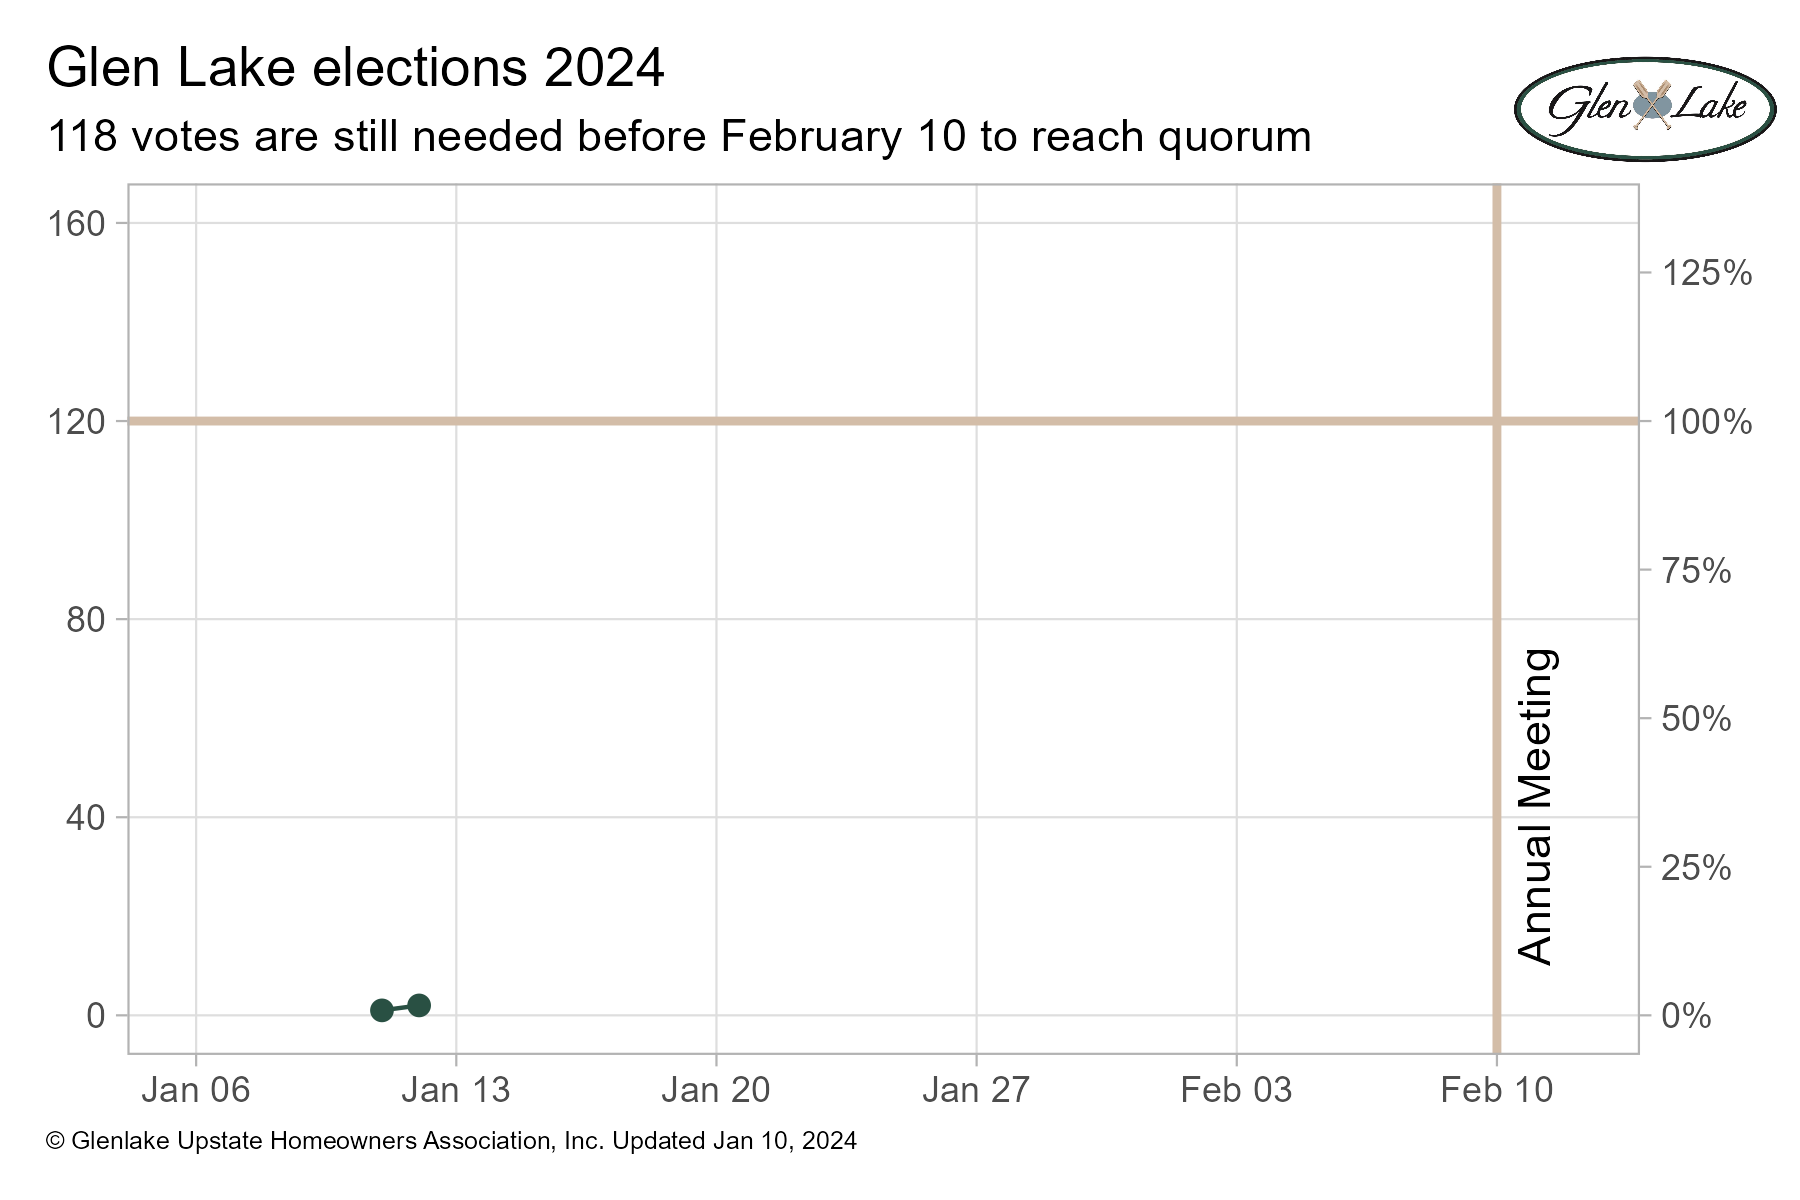 Glen Lake elections 2024
118 votes are still needed before February 10 to reach quorum
Glen Lake
160
120
80
40
0
125%
100%
75%
50%
25%
0%
Annual Meeting
Jan 06
Jan 13
Jan 20
Jan 27
Feb 03
Feb 10
© Glenlake Upstate Homeowners Association, Inc. Updated Jan 10, 2024